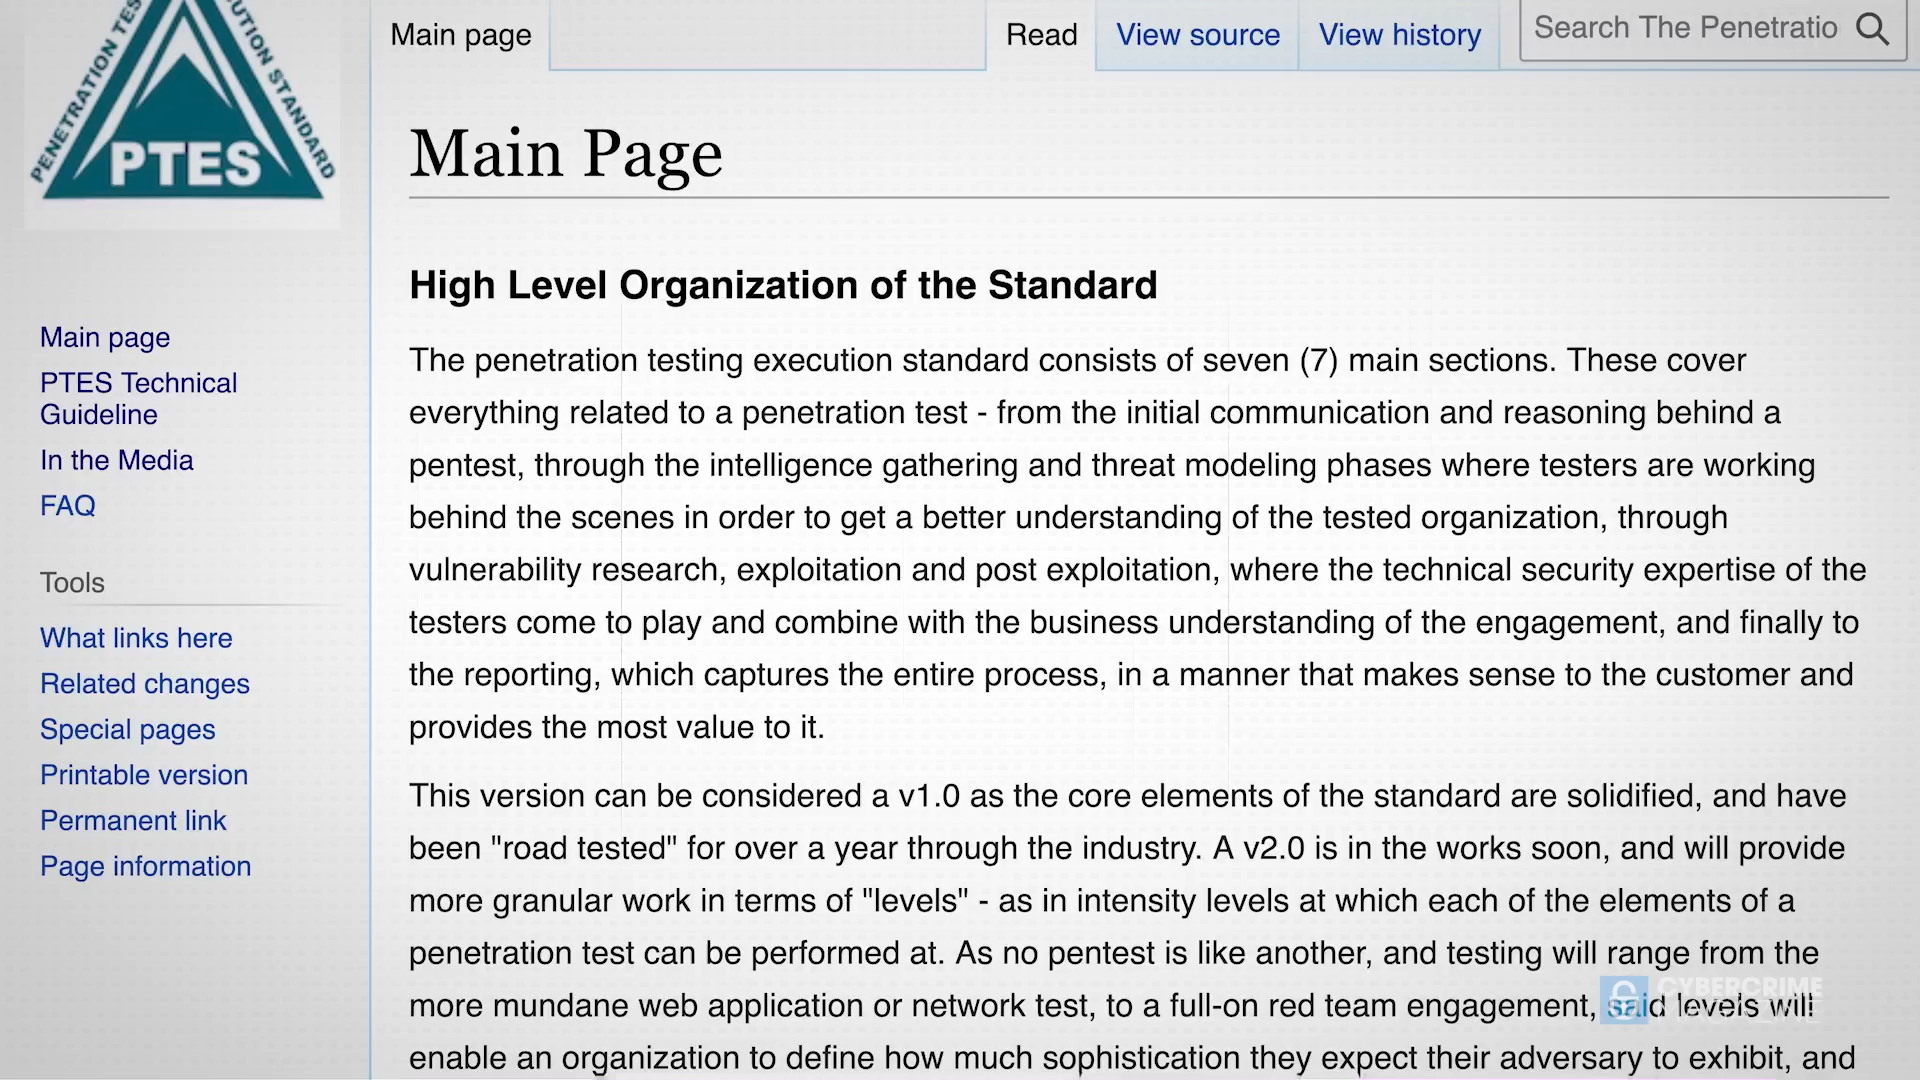 PENETRATION TES
UTION STANDARD
PTES
Main page
Read
View source
View history
Search The Penetratio
Main page
PTES Technical
Guideline
In the Media
FAQ
Tools
What links here
Related changes
Special pages
Printable version
Permanent link
Page information
Main Page
High Level Organization of the Standard
The penetration testing execution standard consists of seven (7) main sections. These cover
everything related to a penetration test - from the initial communication and reasoning behind a
pentest, through the intelligence gathering and threat modeling phases where testers are working
behind the scenes in order to get a better understanding of the tested organization, through
vulnerability research, exploitation and post exploitation, where the technical security expertise of the
testers come to play and combine with the business understanding of the engagement, and finally to
the reporting, which captures the entire process, in a manner that makes sense to the customer and
provides the most value to it.
This version can be considered a v1.0 as the core elements of the standard are solidified, and have
been "road tested" for over a year through the industry. A v2.0 is in the works soon, and will provide
more granular work in terms of "levels" - as in intensity levels at which each of the elements of a
penetration test can be performed at. As no pentest is like another, and testing will range from the
more mundane web application or network test, to a full-on red team engagement, said levels will
enable an organization to define how much sophistication they expect their adversary to exhibit, and
CYBERCRIME
MAGAZINE